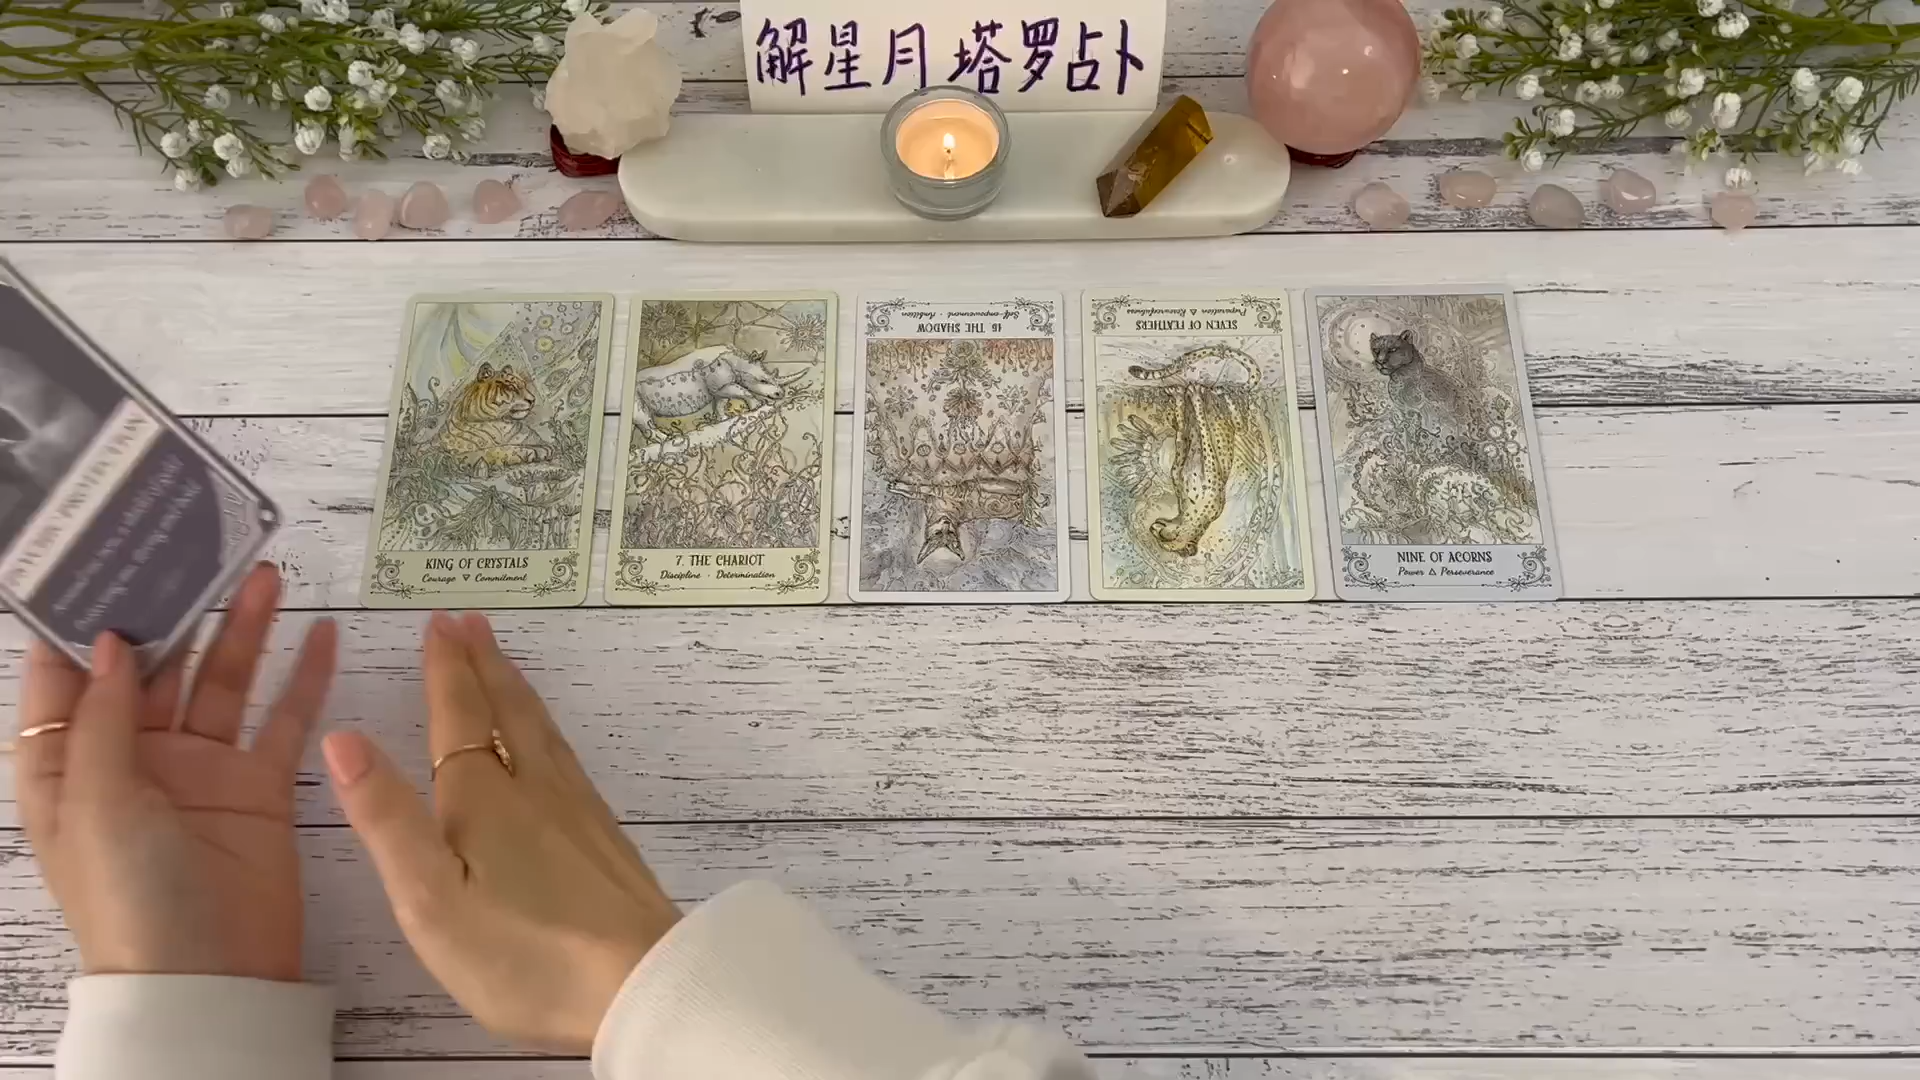 解星月塔罗占卜
KING OF CRYSTALS
Courage ▽ Commitment
7. THE CHARIOT
Discipline · Determination
15. THE SHADOW
Self-empowerment · Ambition
SEVEN OF FEATHERS
Preparation △ Resourcefulness
NINE OF ACORNS
Power △ Perseverance